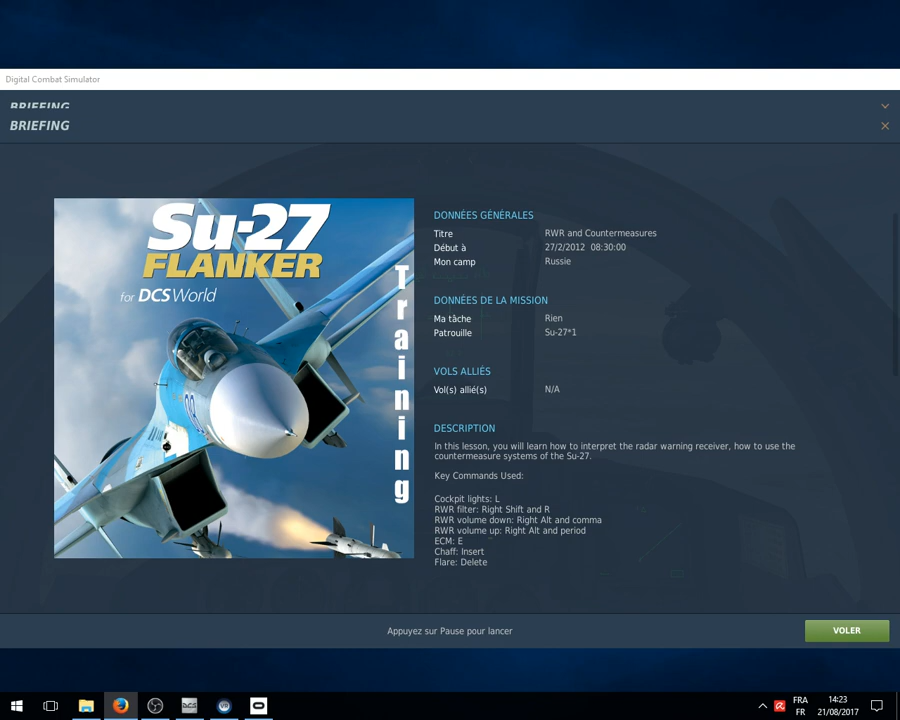 Digital Combat Simulator
BRIEFING
BRIEFING
Su-27
FLANKER
for DCS World
Training
DONNÉES GÉNÉRALES
Titre RWR and Countermeasures
Début à 27/2/2012 08:30:00
Mon camp Russie
DONNÉES DE LA MISSION
Ma tâche Rien
Patrouille Su-27*1
VOLS ALLIÉS
Vol(s) allié(s) N/A
DESCRIPTION
In this lesson, you will learn how to interpret the radar warning receiver, how to use the
countermeasure systems of the Su-27.
Key Commands Used:
Cockpit lights: L
RWR filter: Right Shift and R
RWR volume down: Right Alt and comma
RWR volume up: Right Alt and period
ECM: E
Chaff: Insert
Flare: Delete
Appuyez sur Pause pour lancer
VOLER
DCS
VR
FRA
FR
14:23
21/08/2017